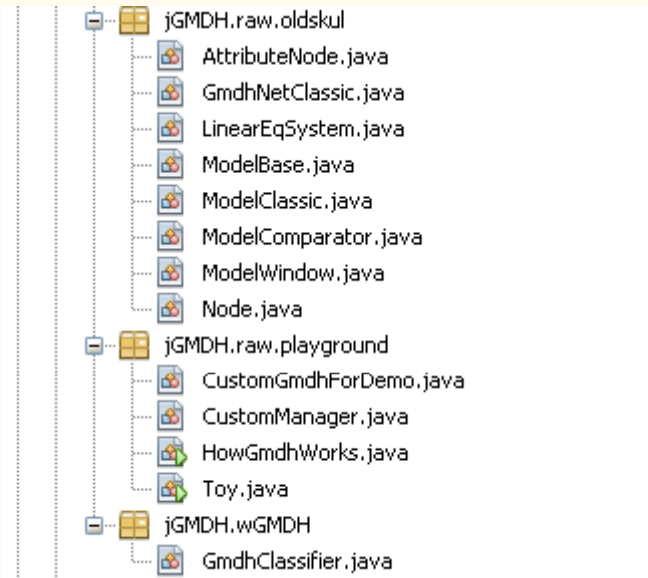 jGMDH.raw.oldskul
AttributeNode.java
GmdhNetClassic.java
LinearEqSystem.java
ModelBase.java
ModelClassic.java
ModelComparator.java
ModelWindow.java
Node.java
jGMDH.raw.playground
CustomGmdhForDemo.java
CustomManager.java
HowGmdhWorks.java
Toy.java
jGMDH.wGMDH
GmdhClassifier.java